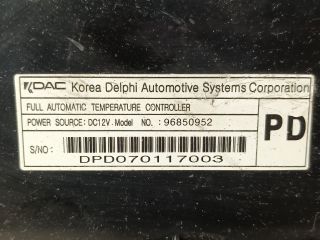 KDAC Korea Delphi Automotive Systems Corporation
FULL AUTOMATIC TEMPERATURE CONTROLLER
POWER SOURCE: DC12V Model NO. : 96850952
PD
S/NO :
DPD070117003